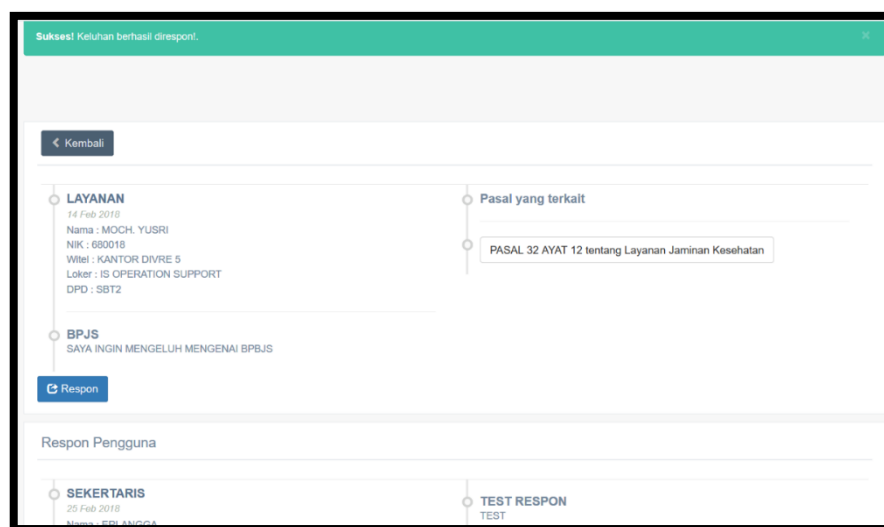 Sukses! Keluhan berhasil direspon!.
×
Kembali
LAYANAN
14 Feb 2018
Nama : MOCH. YUSRI
NIK : 680018
Witel : KANTOR DIVRE 5
Loker : IS OPERATION SUPPORT
DPD : SBT2
BPJS
SAYA INGIN MENGELUH MENGENAI BPBJS
Pasal yang terkait
PASAL 32 AYAT 12 tentang Layanan Jaminan Kesehatan
Respon
Respon Pengguna
SEKERTARIS
25 Feb 2018
Nama : ERLANGGA
TEST RESPON
TEST